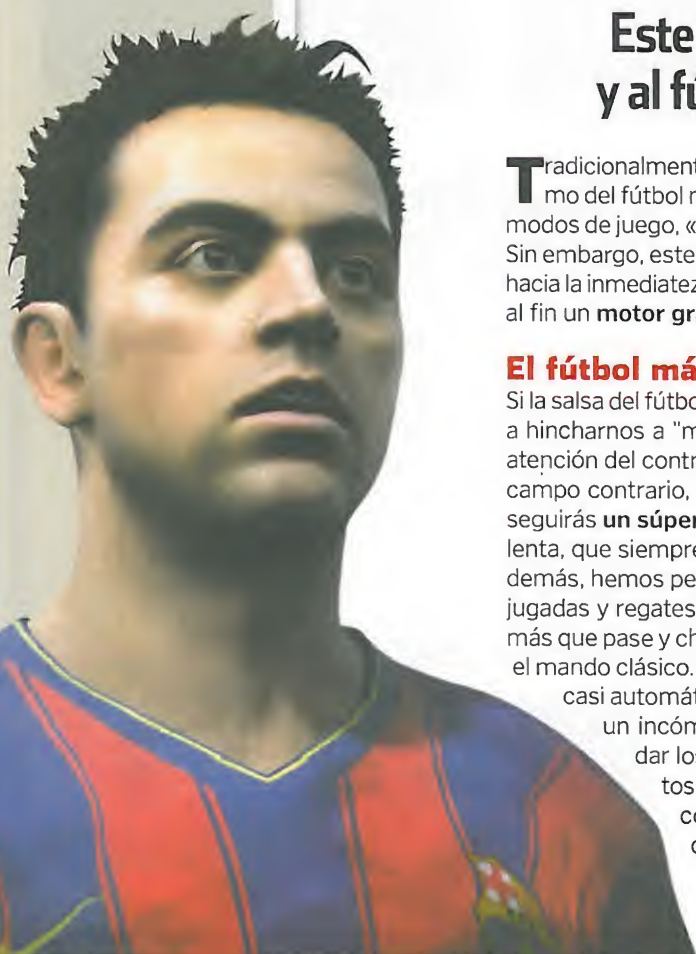 Este
y al fú
Tradicionalment
mo del fútbol r
modos de juego, «
Sin embargo, este
hacia la inmediatez
al fin un motor gr
El fútbol má
Si la salsa del fútbo
a hincharnos a "m
atención del contr
campo contrario,
seguirás un súper
lenta, que siempre
demás, hemos pe
jugadas y regates
más que pase y ch
el mando clásico.
casi automát
un incóm
dar lo
tos
co